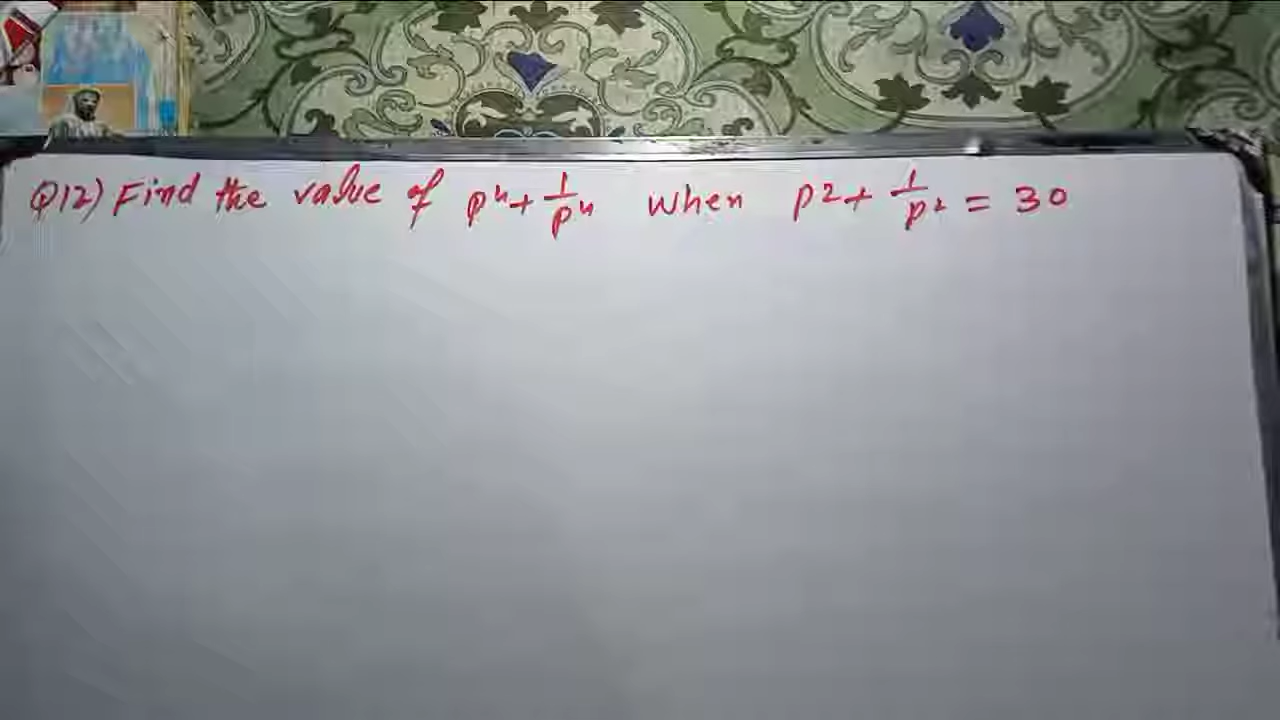 Q12) Find the value of p⁴ + 1/p⁴ when p² + 1/p² = 30